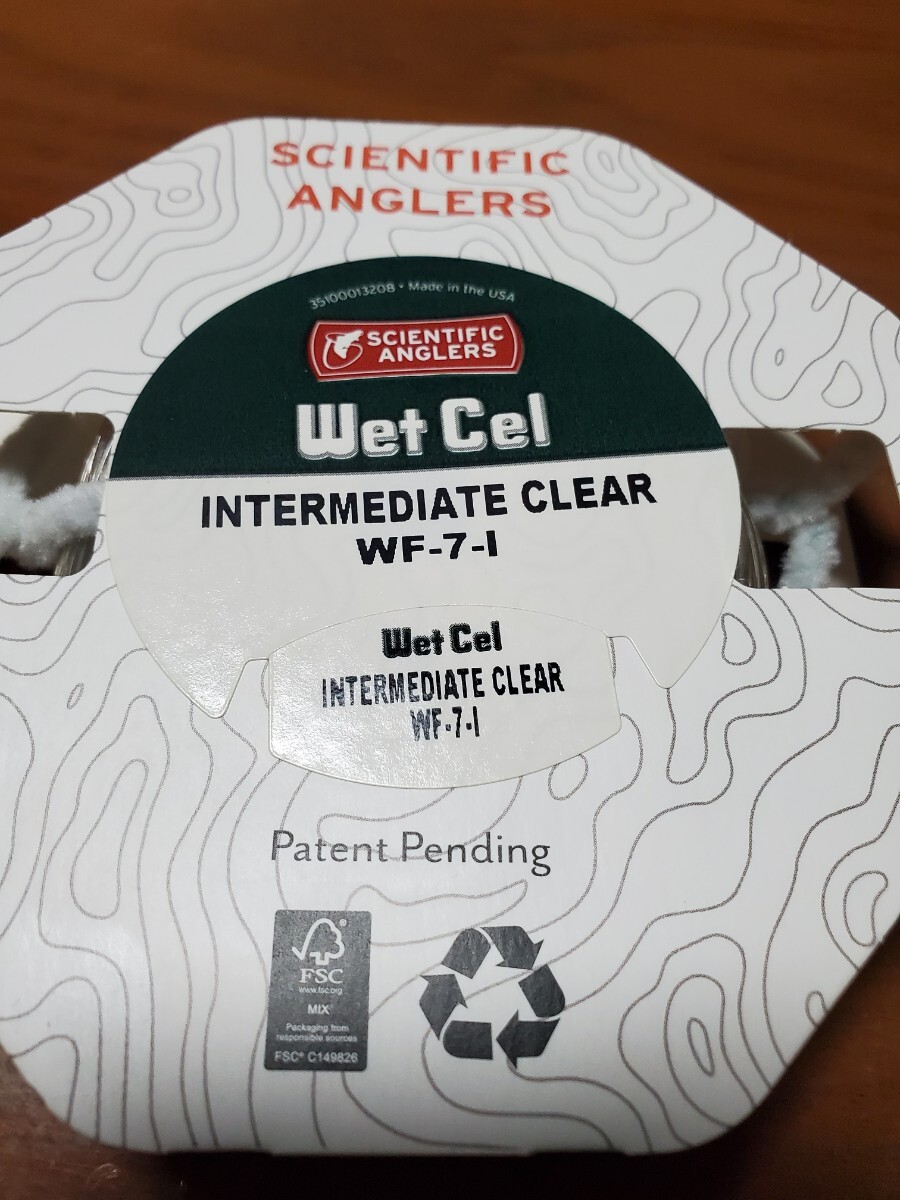 SCIENTIFIC
ANGLERS
35100013208 • Made in the USA
SCIENTIFIC
ANGLERS
Wet Cel
INTERMEDIATE CLEAR
WF-7-I
Wet Cel
INTERMEDIATE CLEAR
WF-7-I
Patent Pending
FSC
www.fsc.org
MIX
Packaging from
responsible sources
FSC® C149826